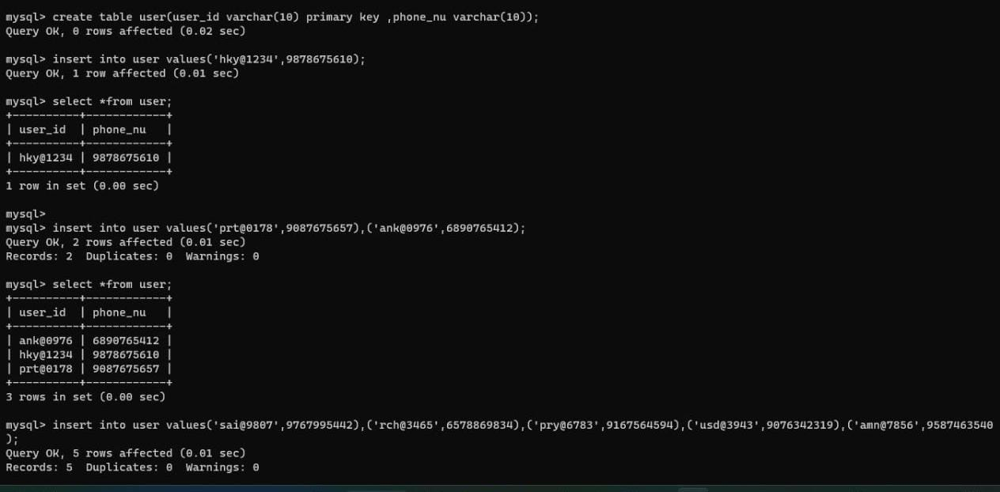 mysql> create table user(user_id varchar(10) primary key ,phone_nu varchar(10));
Query OK, 0 rows affected (0.02 sec)
mysql> insert into user values('hky@1234',9878675610);
Query OK, 1 row affected (0.01 sec)
mysql> select *from user;
+----------+------------+
| user_id  | phone_nu   |
+----------+------------+
| hky@1234 | 9878675610 |
+----------+------------+
1 row in set (0.00 sec)
mysql>
mysql> insert into user values('prt@0178',9087675657),('ank@0976',6890765412);
Query OK, 2 rows affected (0.01 sec)
Records: 2  Duplicates: 0  Warnings: 0
mysql> select *from user;
+----------+------------+
| user_id  | phone_nu   |
+----------+------------+
| ank@0976 | 6890765412 |
| hky@1234 | 9878675610 |
| prt@0178 | 9087675657 |
+----------+------------+
3 rows in set (0.00 sec)
mysql> insert into user values('sai@9807',9767995442),('rch@3465',6578869834),('pry@6783',9167564594),('usd@3943',9076342319),('amn@7856',9587463540
);
Query OK, 5 rows affected (0.01 sec)
Records: 5  Duplicates: 0  Warnings: 0